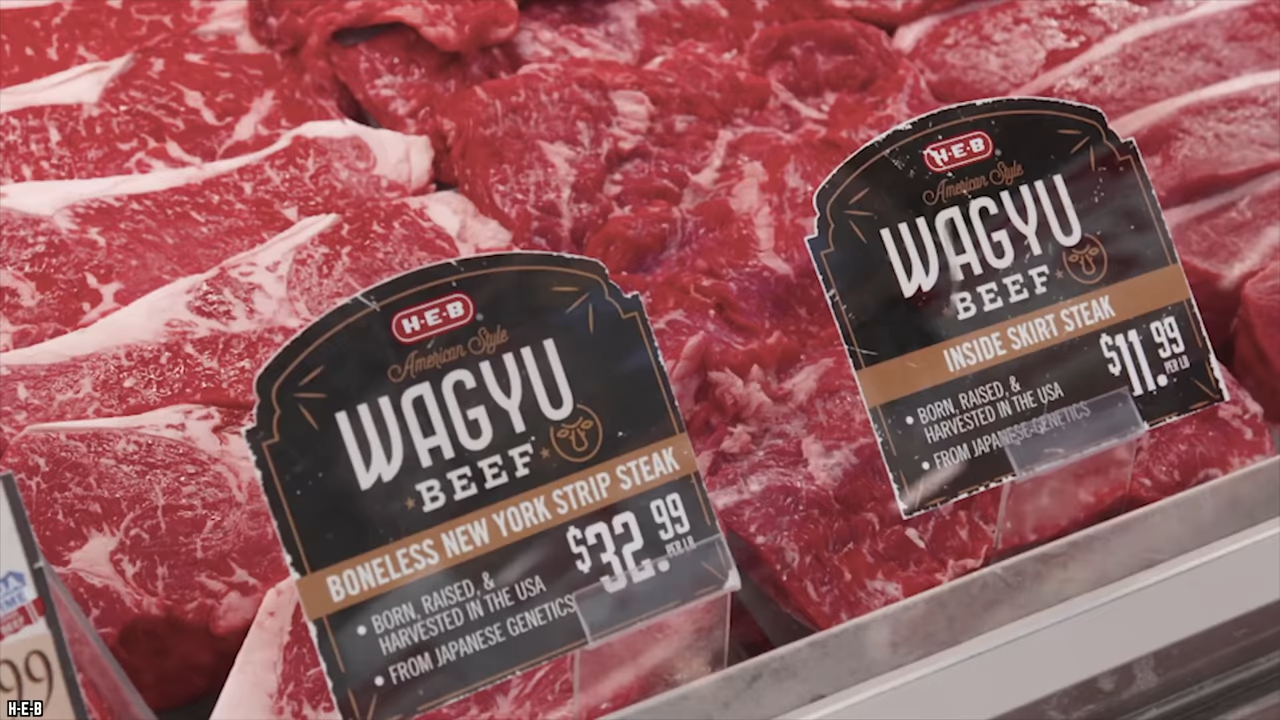 H-E-B
American Style
WAGYU
BEEF
BONELESS NEW YORK STRIP STEAK
$32.99
PER LB
• BORN, RAISED, &
HARVESTED IN THE USA
• FROM JAPANESE GENETICS
H-E-B
American Style
WAGYU
BEEF
INSIDE SKIRT STEAK
$11.99
PER LB
• BORN, RAISED, &
HARVESTED IN THE USA
• FROM JAPANESE GENETICS
99
H-E-B